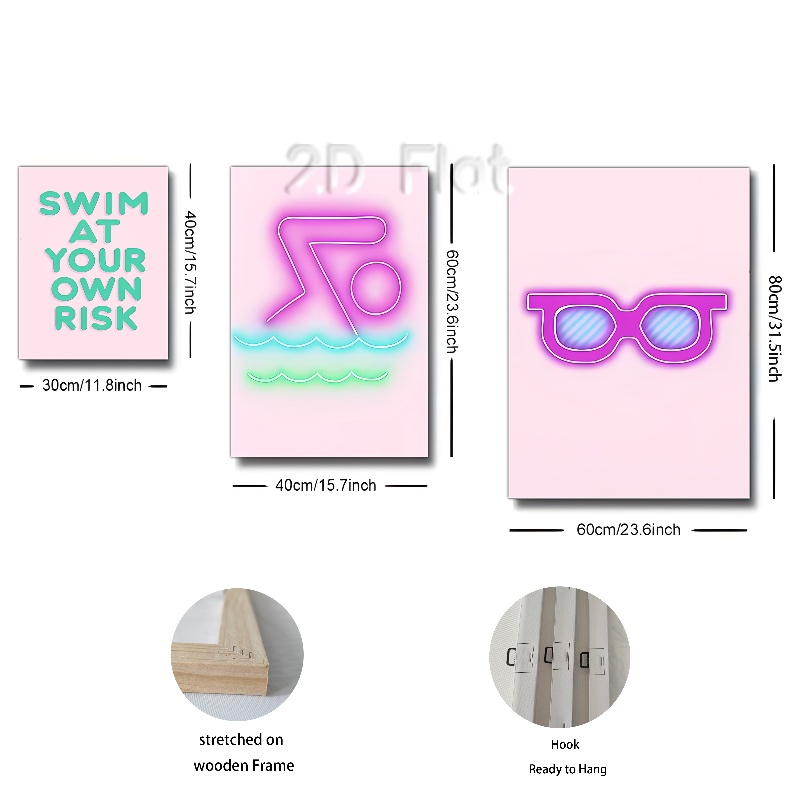 2D Flat
SWIM
AT
YOUR
OWN
RISK
40cm/15.7inch
30cm/11.8inch
60cm/23.6inch
40cm/15.7inch
80cm/31.5inch
60cm/23.6inch
stretched on
wooden Frame
Hook
Ready to Hang